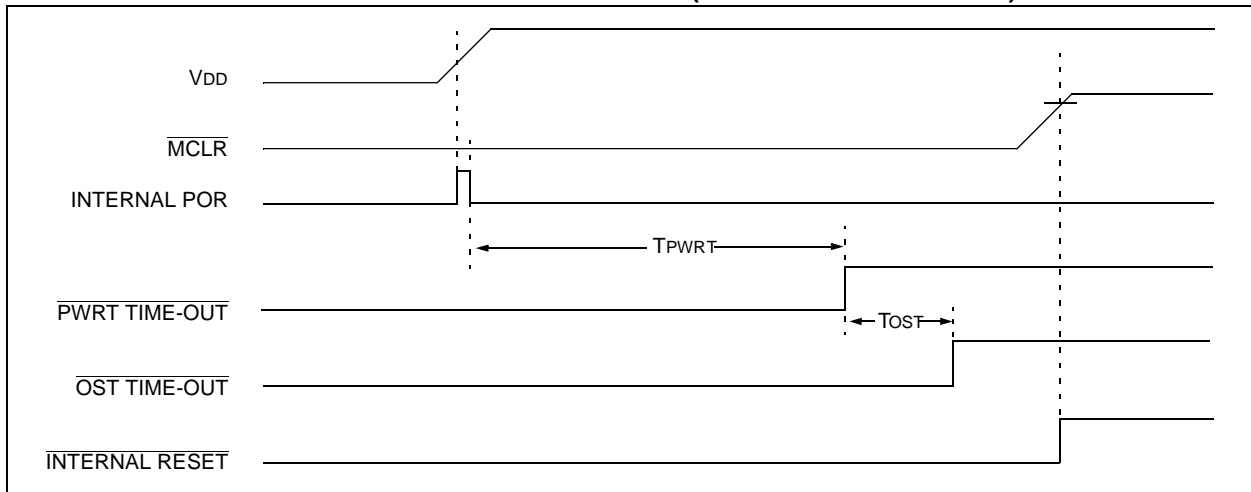 VDD
MCLR
INTERNAL POR
TPWRT
PWRT TIME-OUT
TOST
OST TIME-OUT
INTERNAL RESET